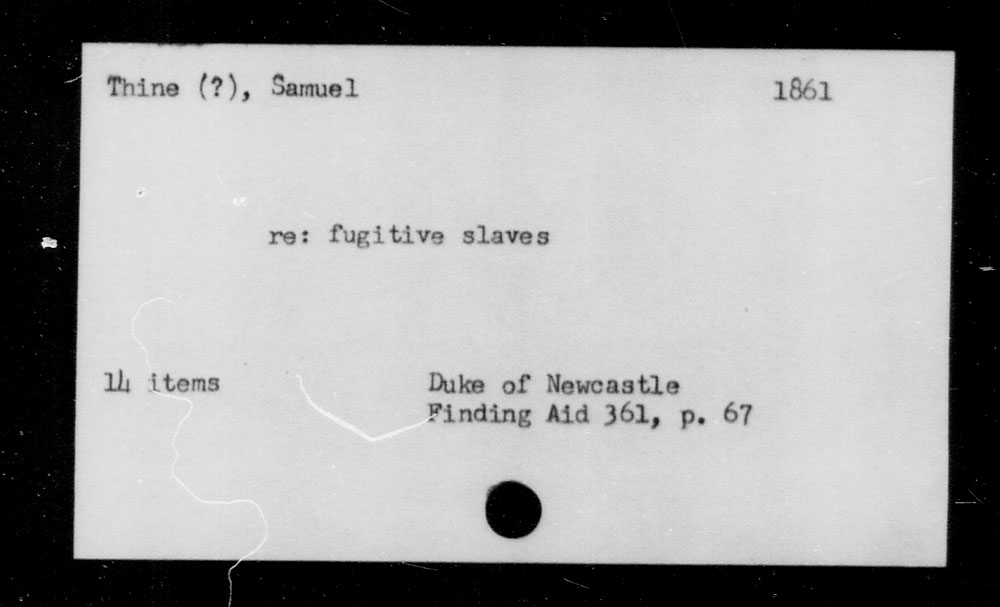 Thine (?), Samuel 1861
re: fugitive slaves
14 items
Duke of Newcastle
Finding Aid 361, p. 67